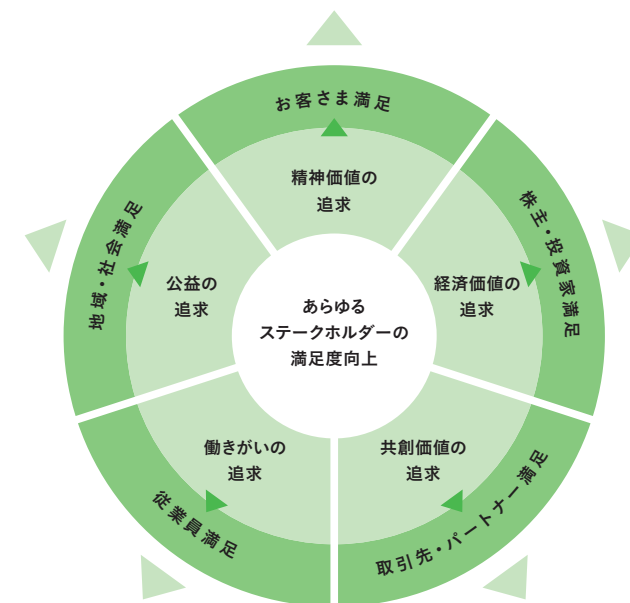 お客さま満足
精神価値の
追求
株主・投資家満足
経済価値の
追求
取引先・パートナー満足
共創価値の
追求
従業員満足
働きがいの
追求
地域・社会満足
公益の
追求
あらゆる
ステークホルダーの
満足度向上